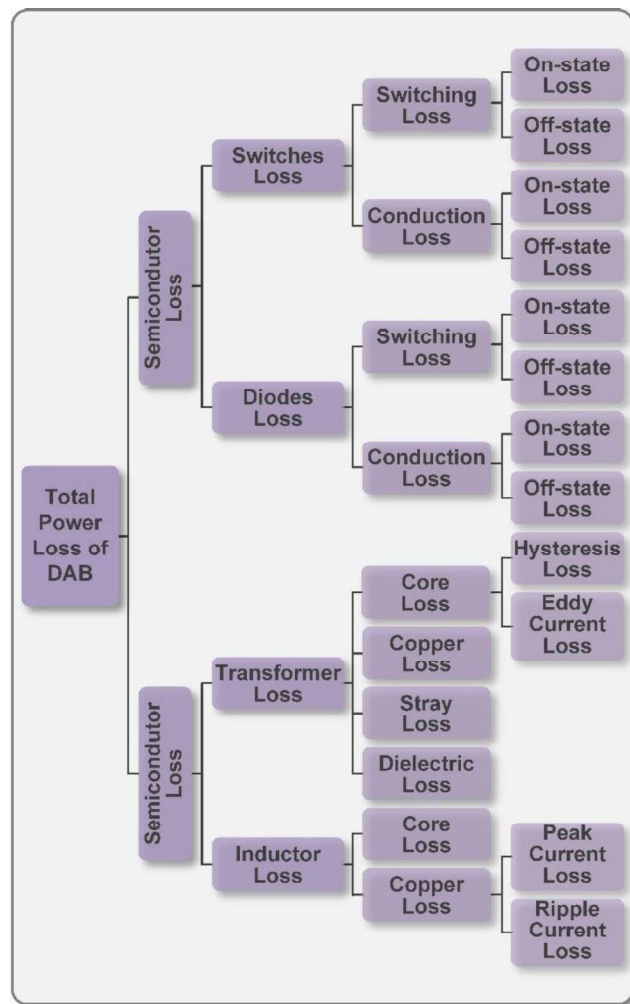 Total
Power
Loss of
DAB
Semicondutor
Loss
Switches
Loss
Switching
Loss
On-state
Loss
Off-state
Loss
Conduction
Loss
On-state
Loss
Off-state
Loss
Diodes
Loss
Switching
Loss
On-state
Loss
Off-state
Loss
Conduction
Loss
On-state
Loss
Off-state
Loss
Semicondutor
Loss
Transformer
Loss
Core
Loss
Hysteresis
Loss
Eddy
Current
Loss
Copper
Loss
Stray
Loss
Dielectric
Loss
Inductor
Loss
Core
Loss
Copper
Loss
Peak
Current
Loss
Ripple
Current
Loss